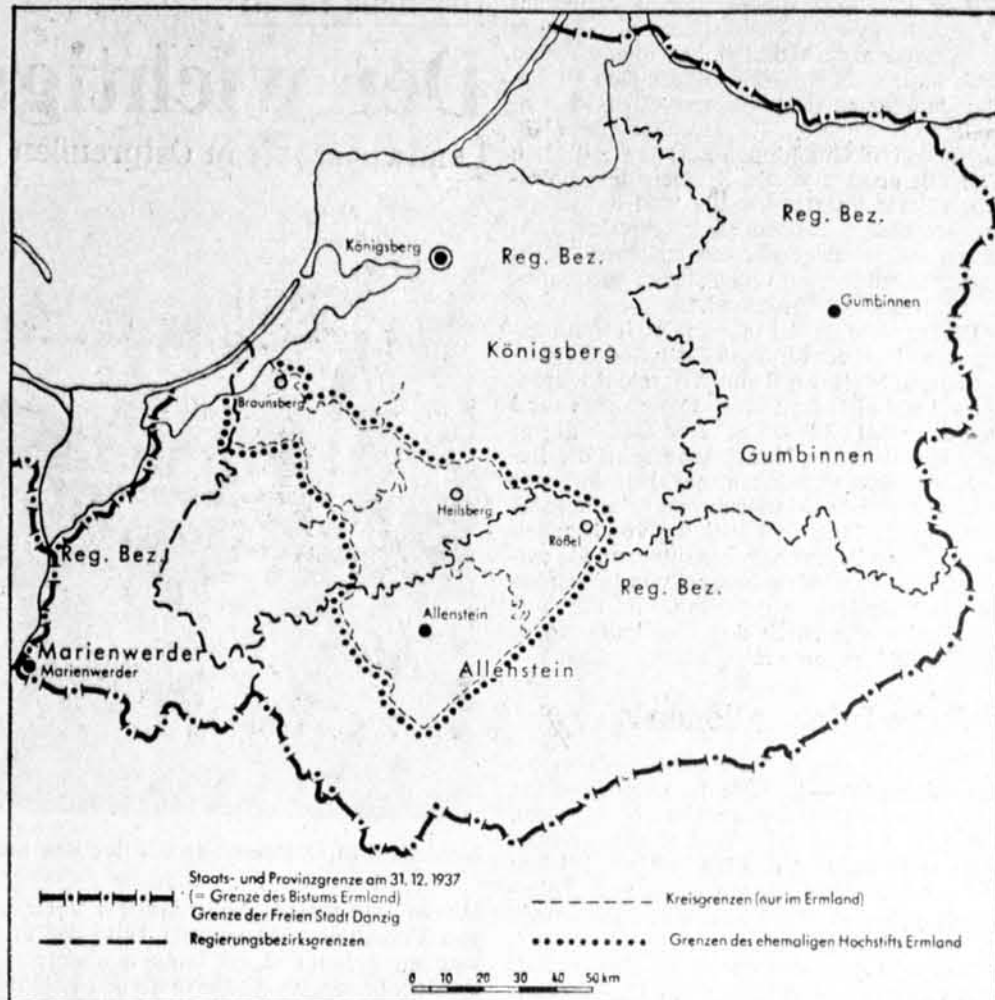 Königsberg
Reg. Bez.
Königsberg
Reg. Bez.
Gumbinnen
Gumbinnen
Braunsberg
Heilsberg
Rößel
Reg. Bez.
Marienwerder
Marienwerder
Reg. Bez.
Allenstein
Allenstein
Staats- und Provinzgrenze am 31.12.1937
(= Grenze des Bistums Ermland)
Grenze der Freien Stadt Danzig
Regierungsbezirksgrenzen
Kreisgrenzen (nur im Ermland)
Grenzen des ehemaligen Hochstifts Ermland
0 10 20 30 40 50 km